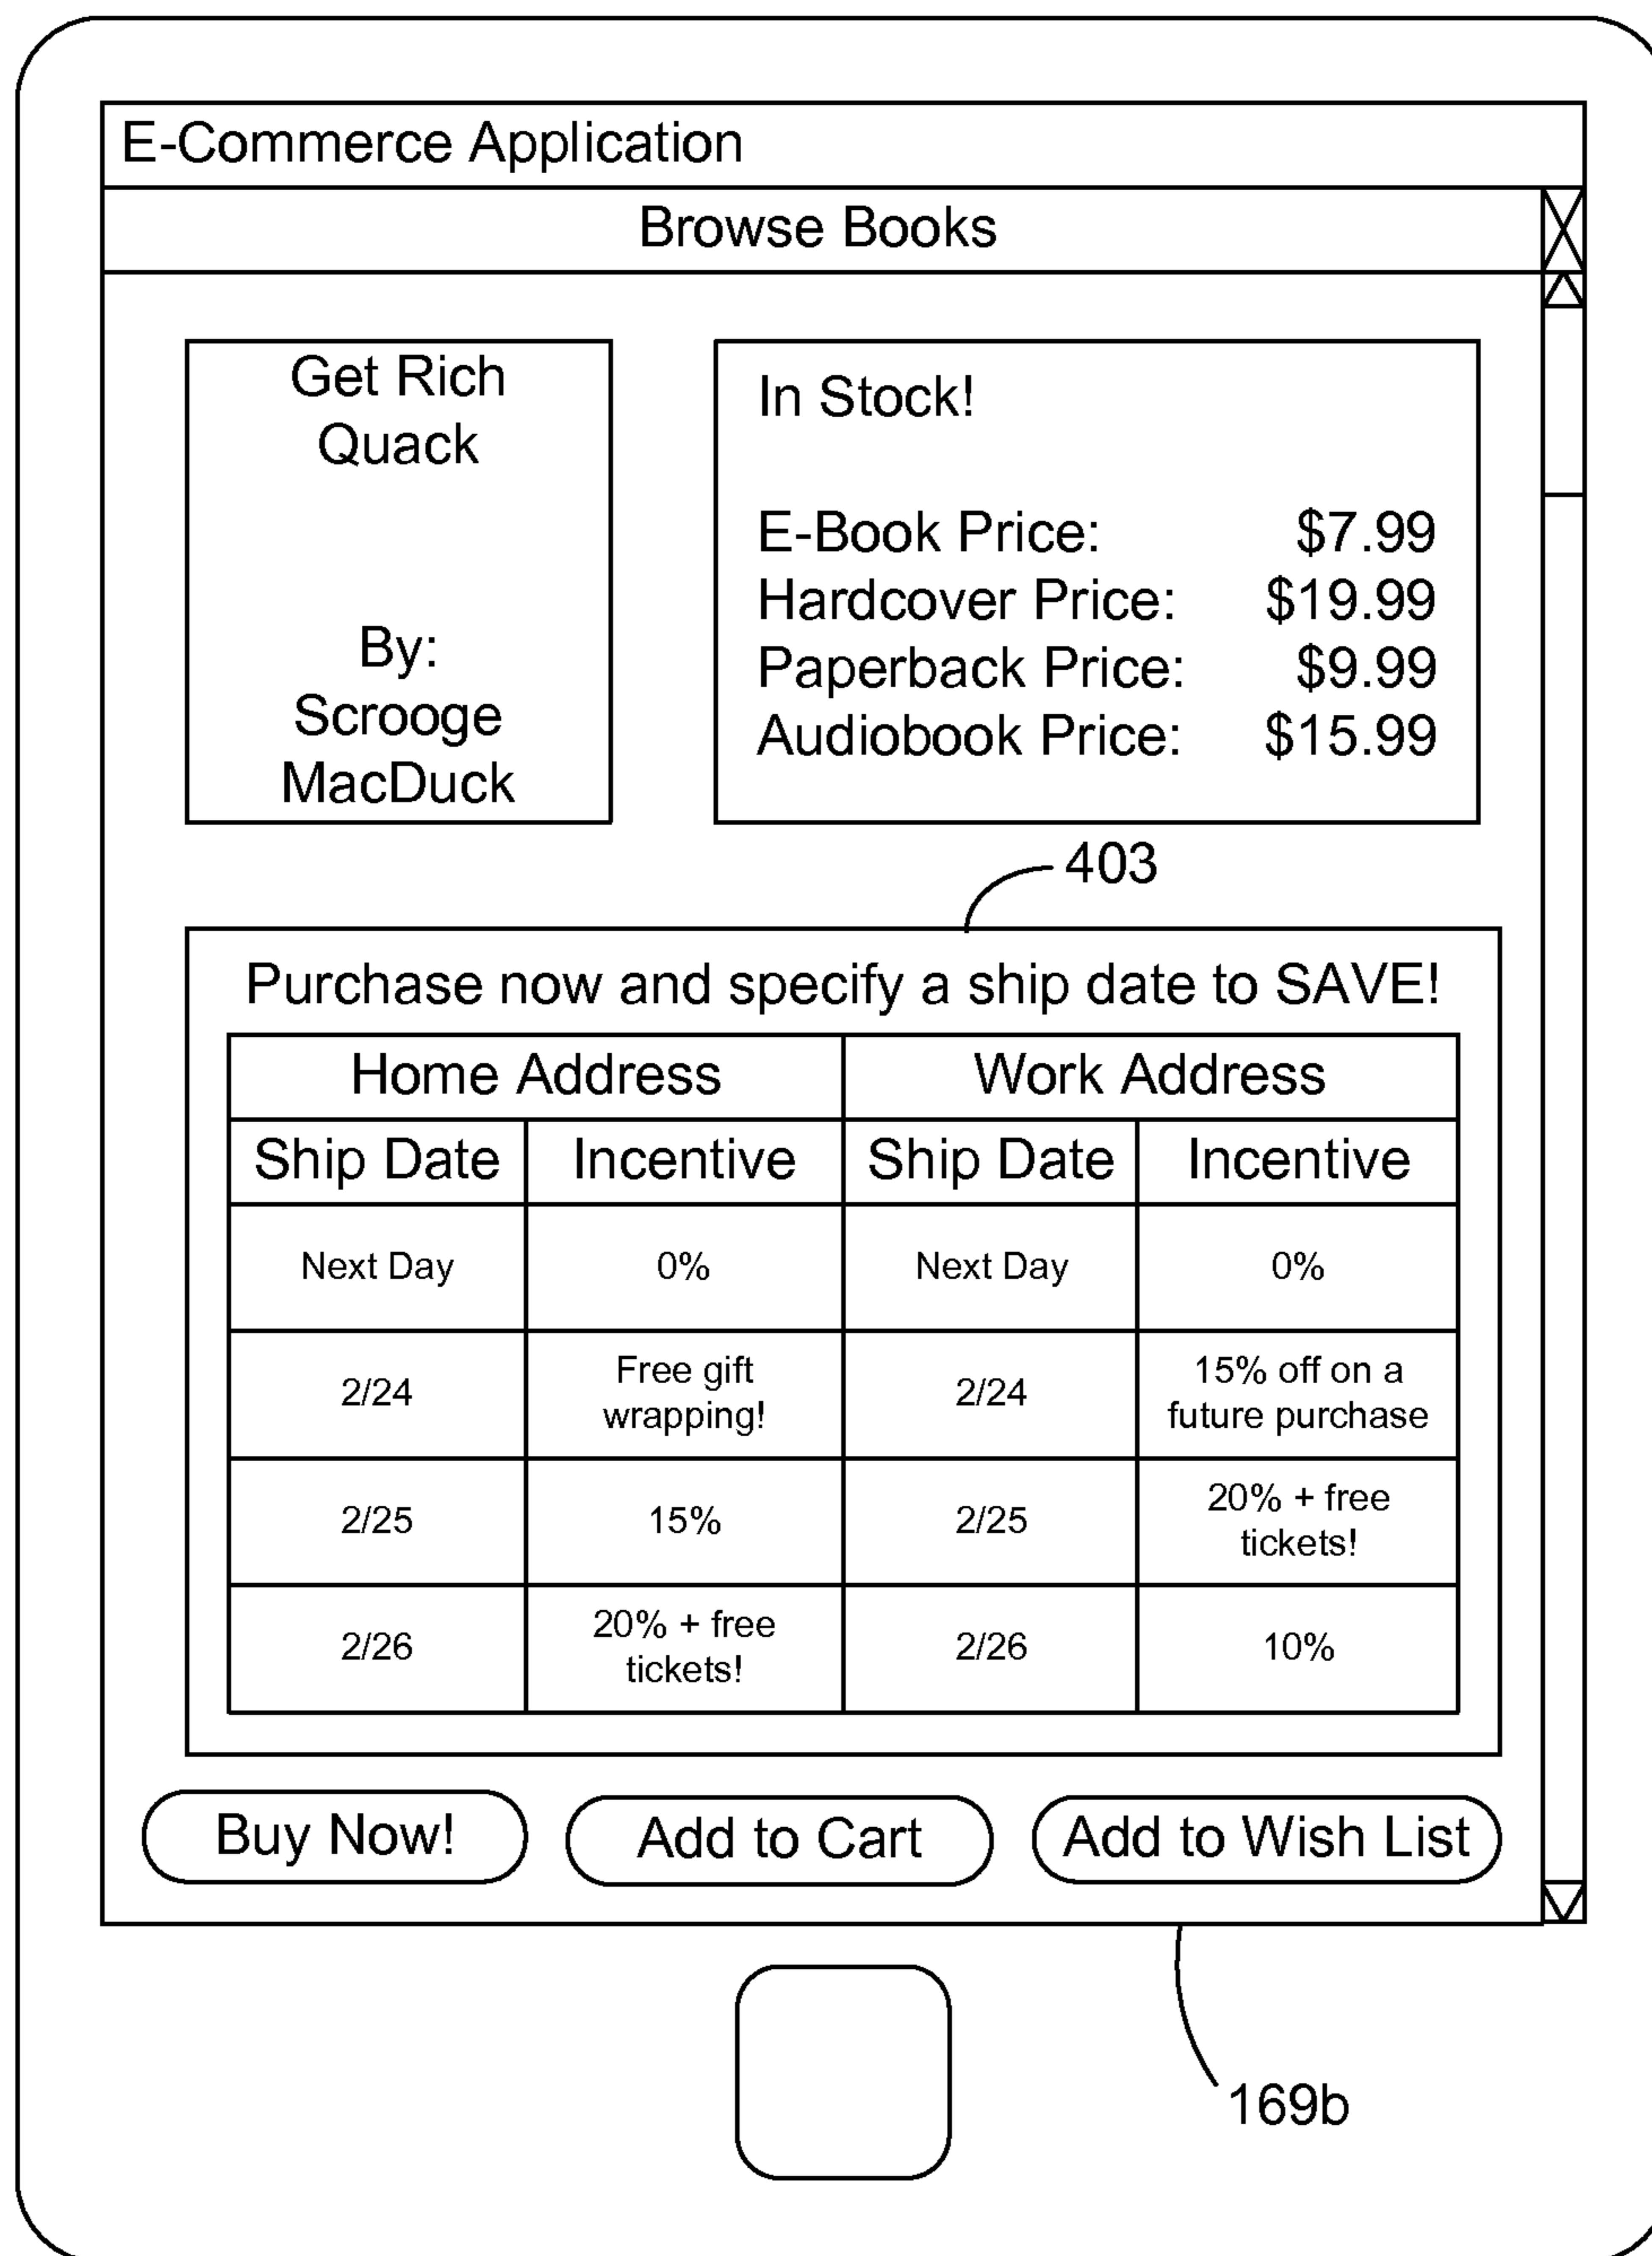 E-Commerce Application
Browse Books
Get Rich
Quack
By:
Scrooge
MacDuck
In Stock!
E-Book Price: $7.99
Hardcover Price: $19.99
Paperback Price: $9.99
Audiobook Price: $15.99
403
Purchase now and specify a ship date to SAVE!
Home Address Work Address
Ship Date Incentive Ship Date Incentive
Next Day 0% Next Day 0%
2/24 Free gift wrapping! 2/24 15% off on a future purchase
2/25 15% 2/25 20% + free tickets!
2/26 20% + free tickets! 2/26 10%
Buy Now! Add to Cart Add to Wish List
169b